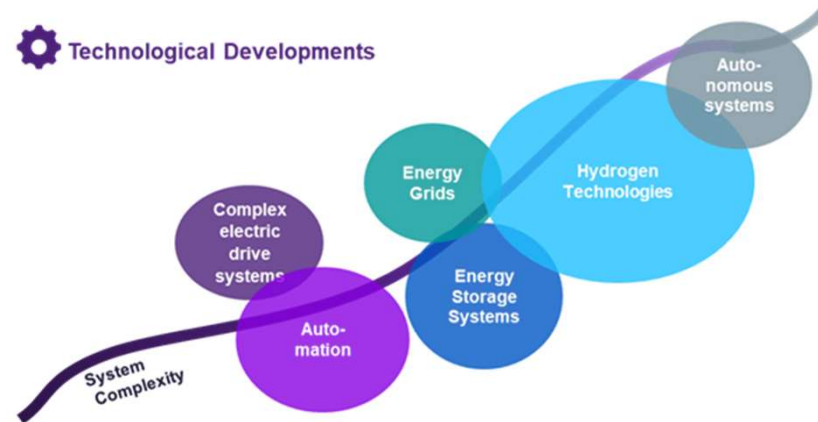 Technological Developments
Auto-
nomous
systems
Energy
Grids
Hydrogen
Technologies
Complex
electric
drive
systems
Energy
Storage
Systems
Auto-
mation
System
Complexity